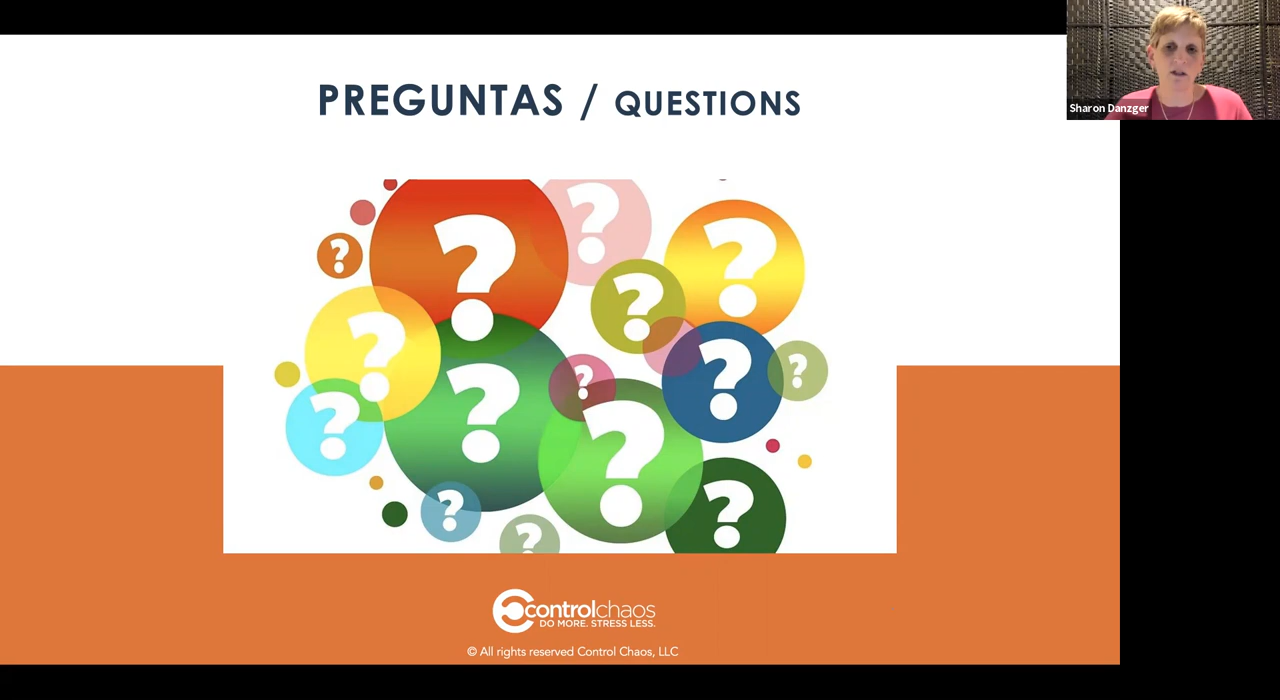 PREGUNTAS / QUESTIONS
Sharon Danzger
? ? ? ? ? ? ? ? ? ? ? ? ? ?
controlchaos
DO MORE. STRESS LESS.
© All rights reserved Control Chaos, LLC